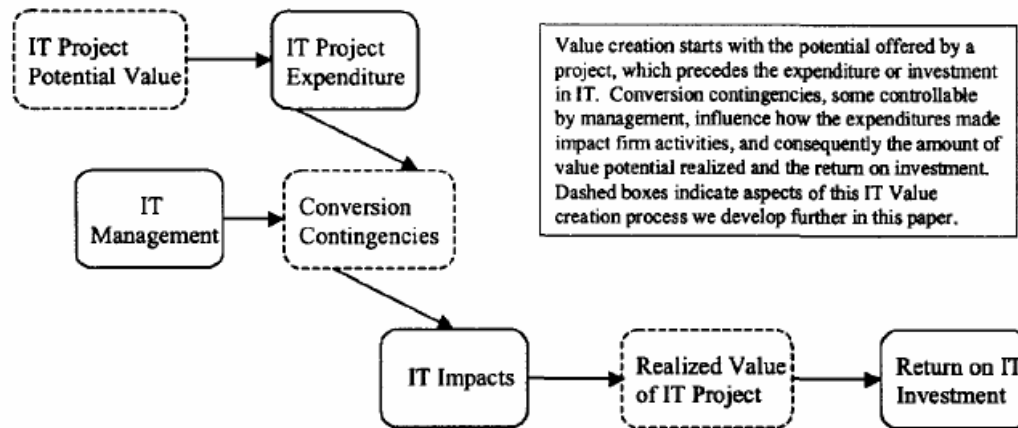 IT Project
Potential Value
IT Project
Expenditure
Value creation starts with the potential offered by a
project, which precedes the expenditure or investment
in IT. Conversion contingencies, some controllable
by management, influence how the expenditures made
impact firm activities, and consequently the amount of
value potential realized and the return on investment.
Dashed boxes indicate aspects of this IT Value
creation process we develop further in this paper.
IT
Management
Conversion
Contingencies
IT Impacts
Realized Value
of IT Project
Return on IT
Investment